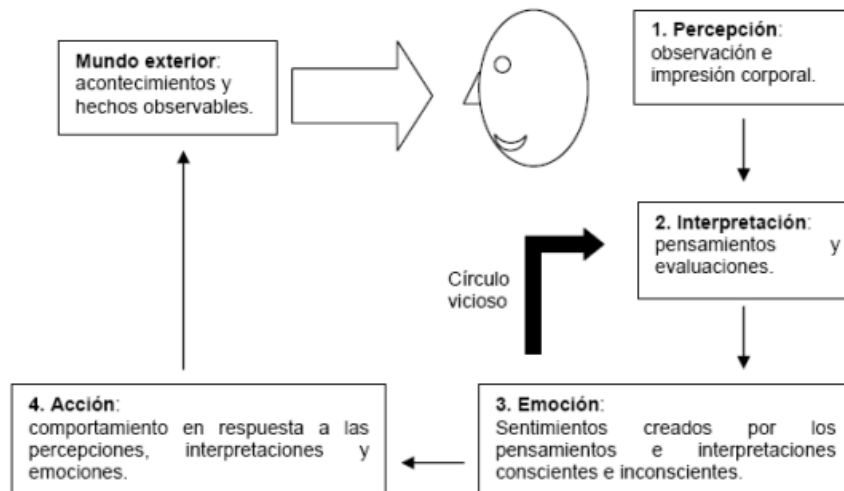 Mundo exterior:
acontecimientos y
hechos observables.
1. Percepción:
observación e
impresión corporal.
2. Interpretación:
pensamientos y
evaluaciones.
Círculo
vicioso
3. Emoción:
Sentimientos creados por los
pensamientos e interpretaciones
conscientes e inconscientes.
4. Acción:
comportamiento en respuesta a las
percepciones, interpretaciones y
emociones.